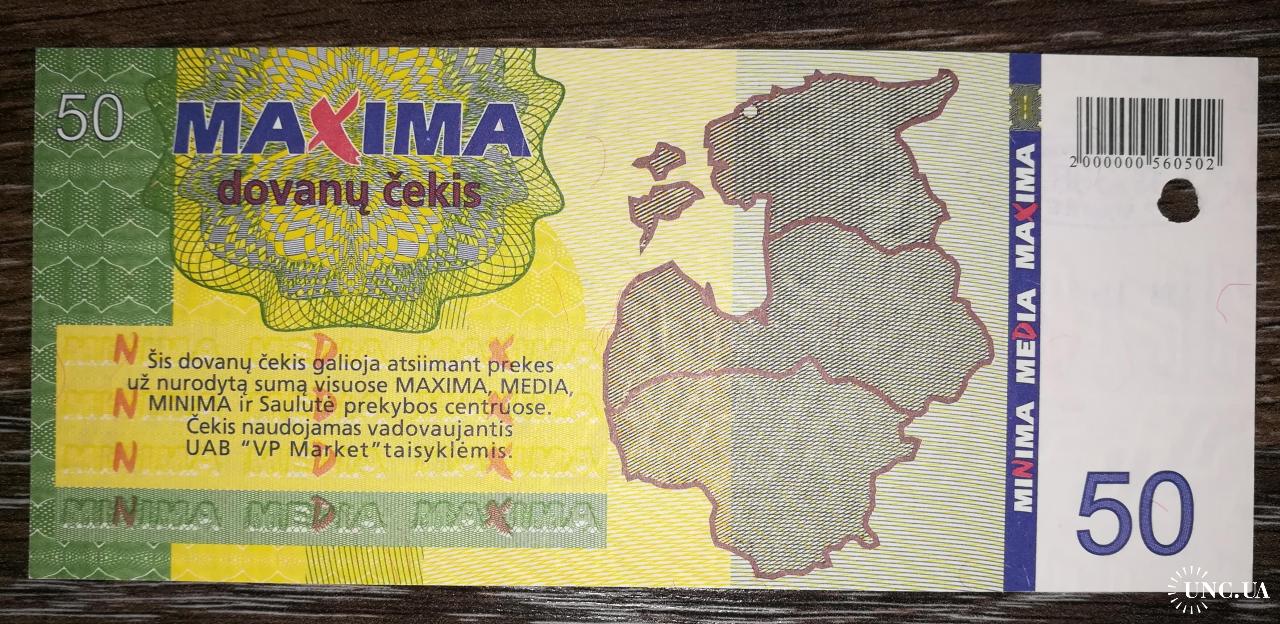 50
MAXIMA
dovanų čekis
Šis dovanų čekis galioja atsiimant prekes
už nurodytą sumą visuose MAXIMA, MEDIA,
MINIMA ir Saulutė prekybos centruose.
Čekis naudojamas vadovaujantis
UAB “VP Market” taisyklėmis.
N D X
N D X
N D X
MINIMA MEDIA MAXIMA
MINIMA MEDIA MAXIMA
2000000560502
50
UNC.UA